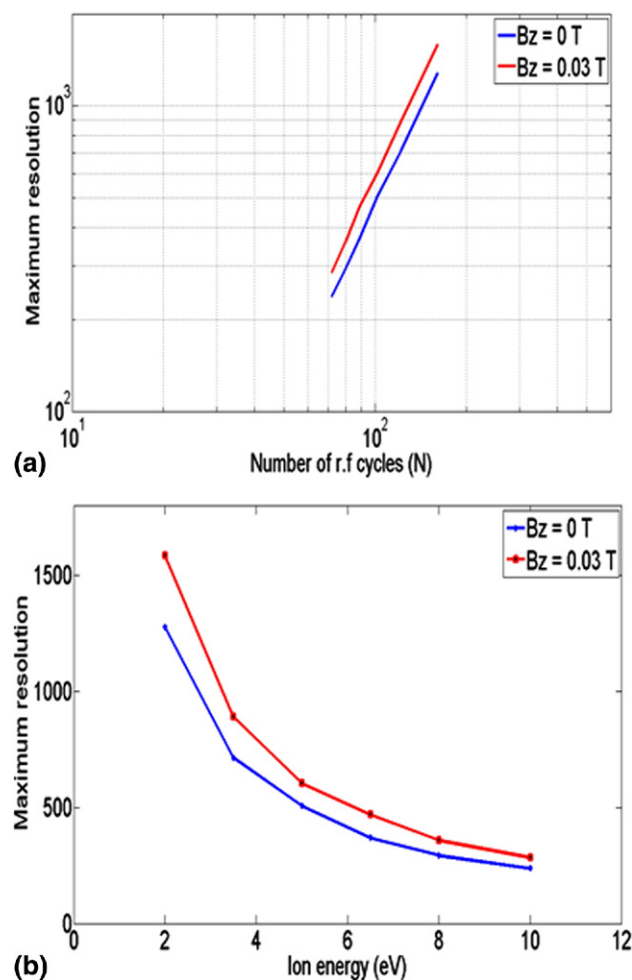 Bz = 0 T
Bz = 0.03 T
10^3
Maximum resolution
10^2
10^1
10^2
(a)
Number of r.f cycles (N)
Bz = 0 T
Bz = 0.03 T
1500
1000
Maximum resolution
500
0
0 2 4 6 8 10 12
(b)
Ion energy (eV)